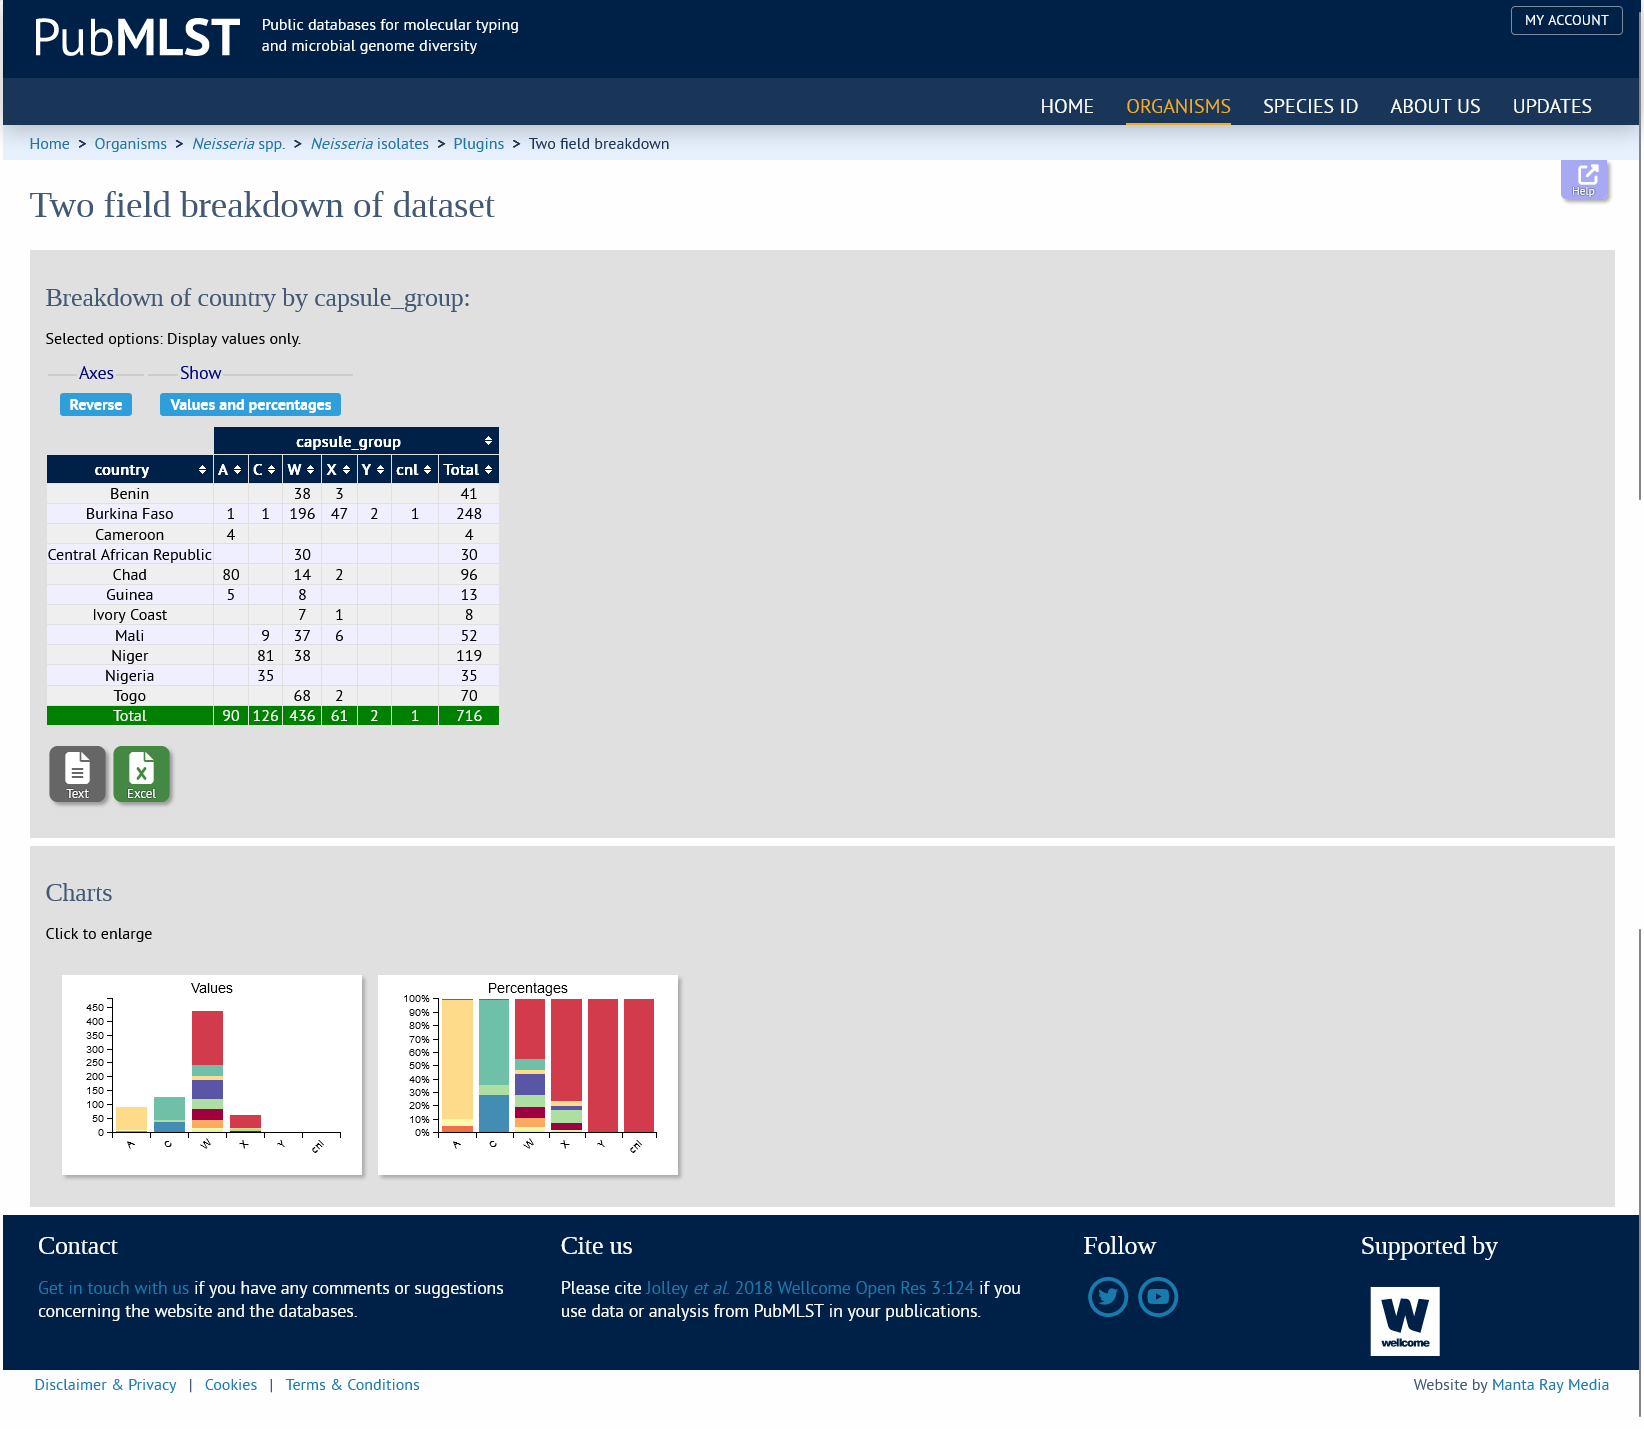 PubMLST
Public databases for molecular typing
and microbial genome diversity
MY ACCOUNT
HOME ORGANISMS SPECIES ID ABOUT US UPDATES
Home > Organisms > Neisseria spp. > Neisseria isolates > Plugins > Two field breakdown
Help
Two field breakdown of dataset
Breakdown of country by capsule_group:
Selected options: Display values only.
Axes Show
Reverse Values and percentages
capsule_group
country A C W X Y cnl Total
Benin 38 3 41
Burkina Faso 1 1 196 47 2 1 248
Cameroon 4 4
Central African Republic 30 30
Chad 80 14 2 96
Guinea 5 8 13
Ivory Coast 7 1 8
Mali 9 37 6 52
Niger 81 38 119
Nigeria 35 35
Togo 68 2 70
Total 90 126 436 61 2 1 716
Text Excel
Charts
Click to enlarge
Values
450
400
350
300
250
200
150
100
50
0
A C W X Y cnl
Percentages
100%
90%
80%
70%
60%
50%
40%
30%
20%
10%
0%
A C W X Y cnl
Contact
Get in touch with us if you have any comments or suggestions
concerning the website and the databases.
Cite us
Please cite Jolley et al. 2018 Wellcome Open Res 3:124 if you
use data or analysis from PubMLST in your publications.
Follow
Supported by
W
wellcome
Disclaimer & Privacy | Cookies | Terms & Conditions
Website by Manta Ray Media